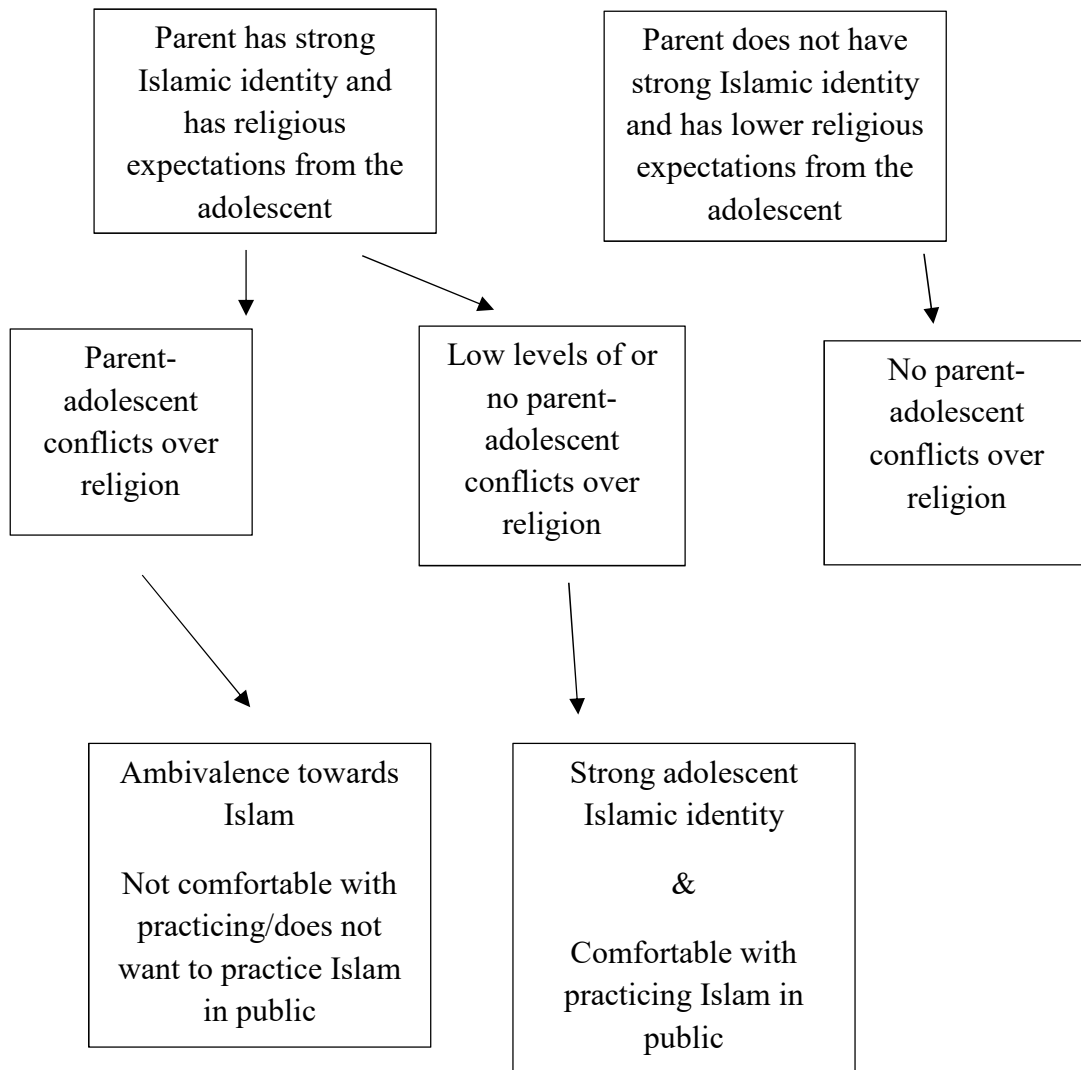 Parent has strong
Islamic identity and
has religious
expectations from the
adolescent
Parent does not have
strong Islamic identity
and has lower religious
expectations from the
adolescent
Parent-
adolescent
conflicts over
religion
Low levels of or
no parent-
adolescent
conflicts over
religion
No parent-
adolescent
conflicts over
religion
Ambivalence towards
Islam
Not comfortable with
practicing/does not
want to practice Islam
in public
Strong adolescent
Islamic identity
&
Comfortable with
practicing Islam in
public